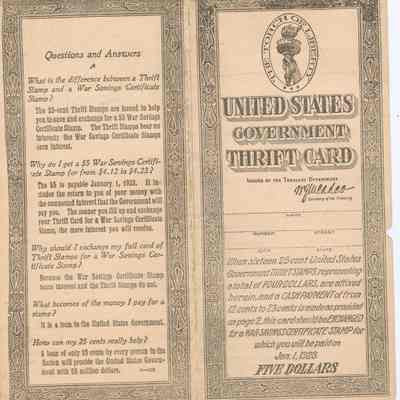 Questions and Answers
What is the difference between a Thrift
Stamp and a War Savings Certificate
Stamp?
The 25-cent Thrift Stamps are issued to help
you to save and exchange for a $5 War Savings
Certificate Stamp. The Thrift Stamps bear no
interest; the War Savings Certificate Stamps
earn interest.
Why do I get a $5 War Savings Certifi-
cate Stamp for from $4.12 to $4.23?
The $5 is payable January 1, 1923. It in-
cludes the return to you of your money with
the compound interest that the Government will
pay you. The sooner you fill up and exchange
your Thrift Card for a War Savings Certificate
Stamp, the more interest you will receive.
Why should I exchange my full card of
Thrift Stamps for a War Savings Cer-
tificate Stamp?
Because the War Savings Certificate Stamp
earns interest and the Thrift Stamps do not.
What becomes of the money I pay for a
stamp?
It is a loan to the United States Government.
How can my 25 cents really help?
A loan of only 25 cents by every person in the
Nation will provide the United States Govern-
ment with 25 million dollars.
THE TORCH OF LIBERTY
UNITED STATES
GOVERNMENT
THRIFT CARD
ISSUED BY THE TREASURY DEPARTMENT
Secretary of the Treasury
NAME
NUMBER STREET
CITY STATE
When sixteen 25 cent United States
Government THRIFT STAMPS, representing
a total of FOUR DOLLARS, are affixed
herein, and a CASH PAYMENT of from
12 cents to 23 cents is made as provided
on page 2, this card should be EXCHANGED
for a WAR SAVINGS CERTIFICATE STAMP for
which you will be paid on
Jan. 1, 1923
FIVE DOLLARS